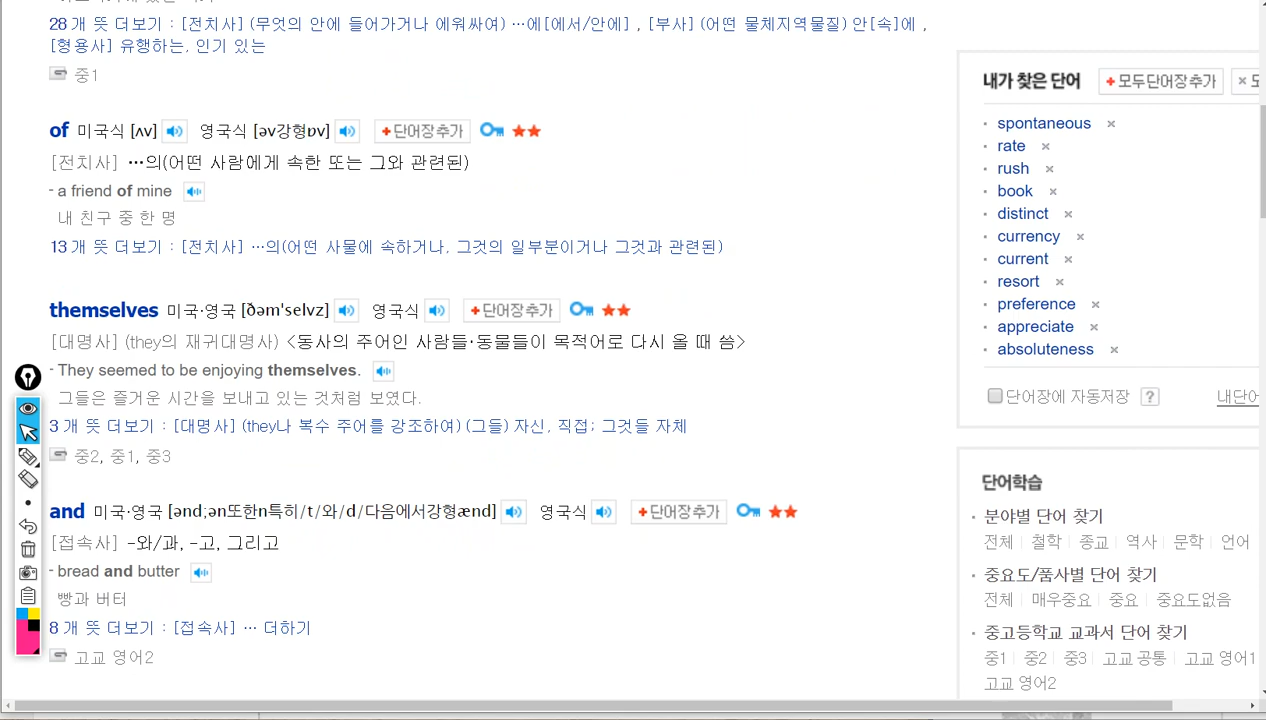 28 개 뜻 더보기 : [전치사] (무엇의 안에 들어가거나 에워싸여) …에[에서/안에] , [부사] (어떤 물체지역물질) 안[속]에 ,
[형용사] 유행하는, 인기 있는
중1
of 미국식 [ʌv] 영국식 [əv강형ɒv] +단어장추가
[전치사] …의(어떤 사람에게 속한 또는 그와 관련된)
- a friend of mine
내 친구 중 한 명
13 개 뜻 더보기 : [전치사] …의(어떤 사물에 속하거나, 그것의 일부분이거나 그것과 관련된)
themselves 미국·영국 [ðəm'selvz] 영국식 +단어장추가
[대명사] (they의 재귀대명사) <동사의 주어인 사람들·동물들이 목적어로 다시 올 때 씀>
- They seemed to be enjoying themselves.
그들은 즐거운 시간을 보내고 있는 것처럼 보였다.
3 개 뜻 더보기 : [대명사] (they나 복수 주어를 강조하여) (그들) 자신, 직접; 그것들 자체
중2, 중1, 중3
and 미국·영국 [ənd;ən또한n특히/t/와/d/다음에서강형ænd] 영국식 +단어장추가
[접속사] -와/과, -고, 그리고
- bread and butter
빵과 버터
8 개 뜻 더보기 : [접속사] … 더하기
고교 영어2
내가 찾은 단어 +모두단어장추가
spontaneous ×
rate ×
rush ×
book ×
distinct ×
currency ×
current ×
resort ×
preference ×
appreciate ×
absoluteness ×
단어장에 자동저장 ? 내단어
단어학습
분야별 단어 찾기
전체 철학 종교 역사 문학 언어
중요도/품사별 단어 찾기
전체 매우중요 중요 중요도없음
중고등학교 교과서 단어 찾기
중1 중2 중3 고교 공통 고교 영어1
고교 영어2